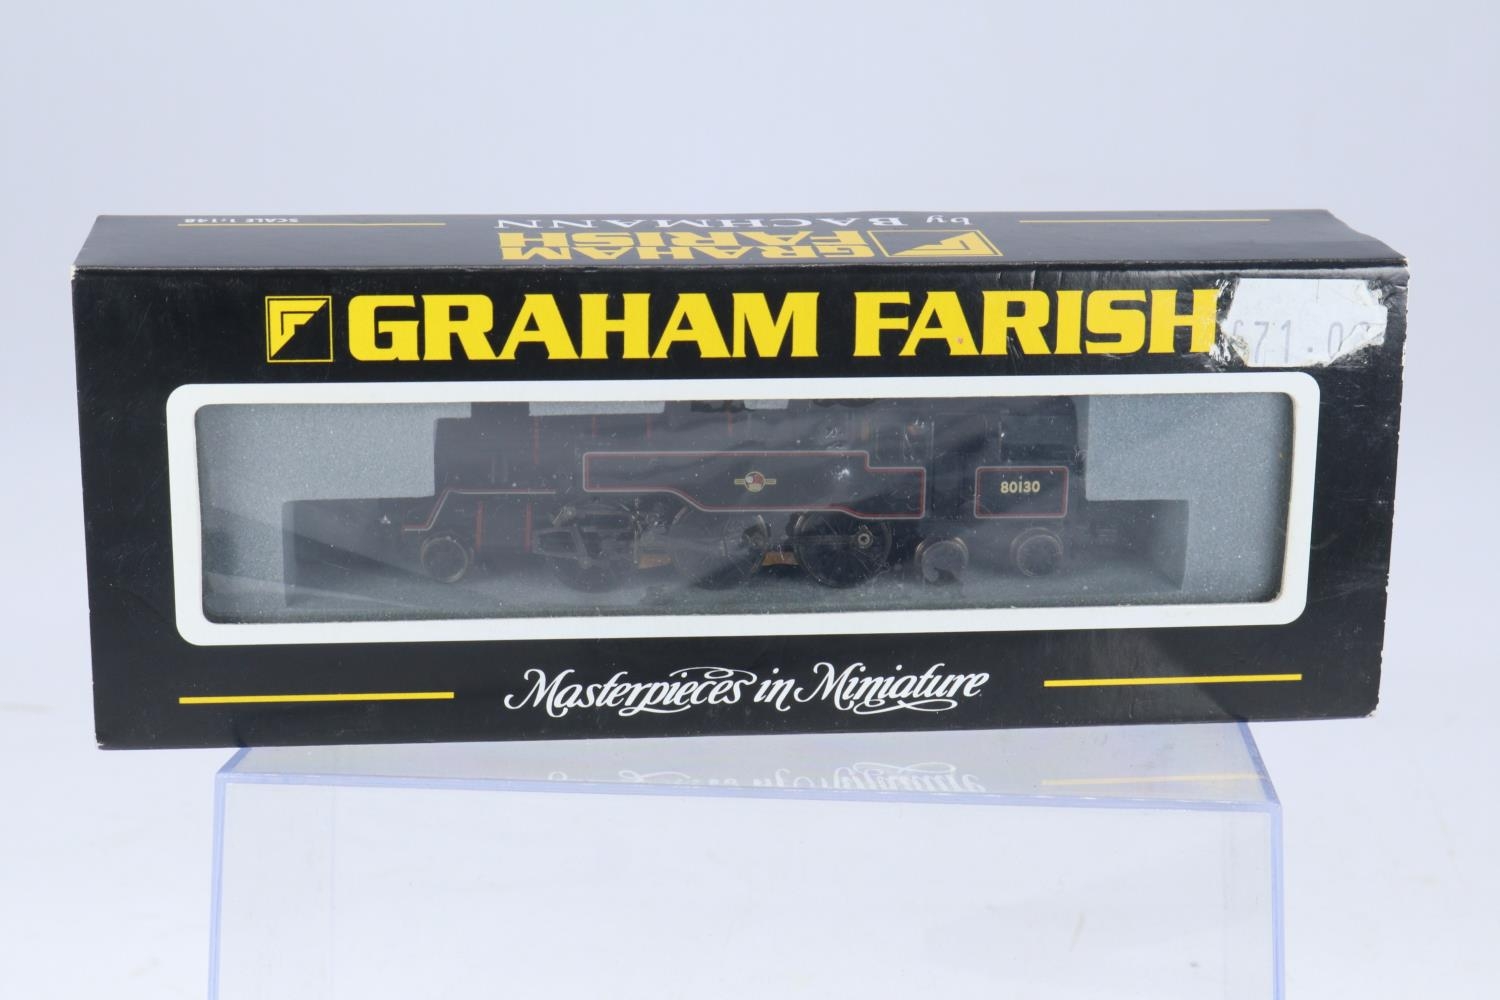 SCALE 1:148
by BACHMANN
GRAHAM
FARISH
GRAHAM FARISH
80130
Masterpieces in Miniature